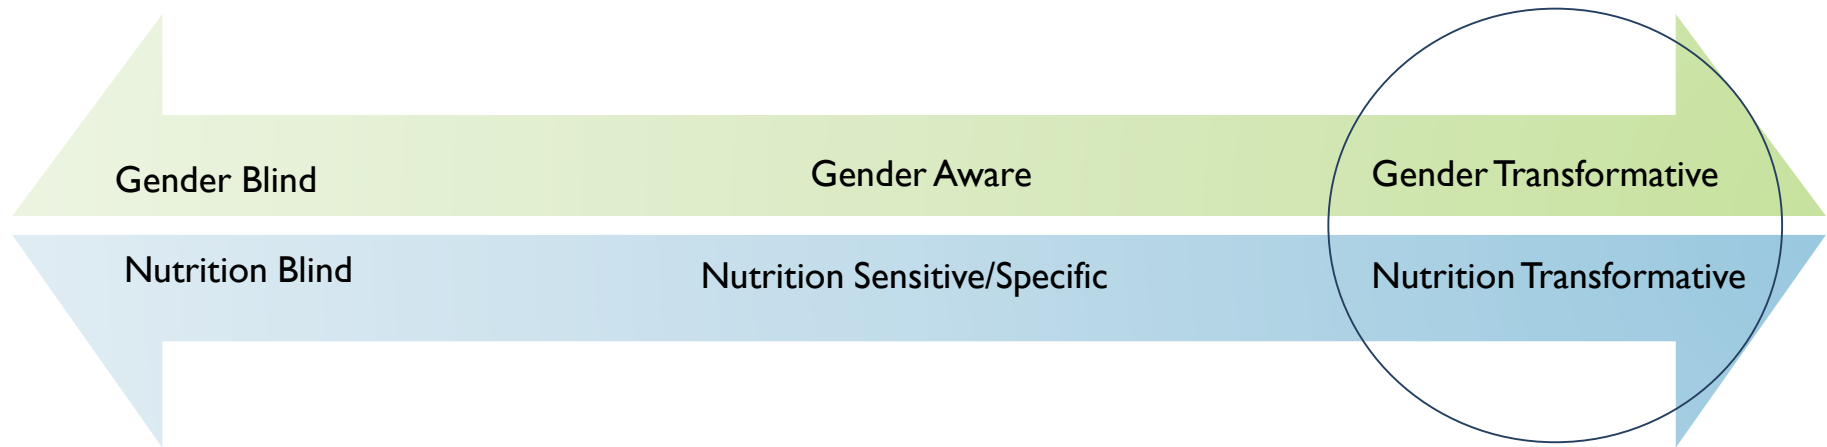 Gender Blind
Gender Aware
Gender Transformative
Nutrition Blind
Nutrition Sensitive/Specific
Nutrition Transformative